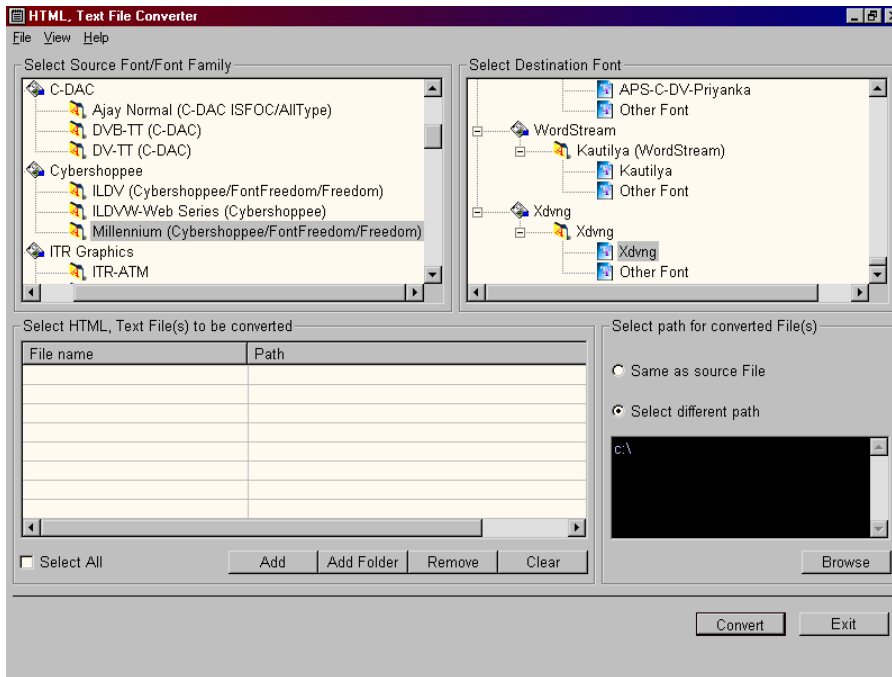 HTML, Text File Converter
File View Help
Select Source Font/Font Family
C-DAC
Ajay Normal (C-DAC ISFOC/AllType)
DVB-TT (C-DAC)
DV-TT (C-DAC)
Cybershoppee
ILDV (Cybershoppee/FontFreedom/Freedom)
ILDVW-Web Series (Cybershoppee)
Millennium (Cybershoppee/FontFreedom/Freedom)
ITR Graphics
ITR-ATM
Select Destination Font
APS-C-DV-Priyanka
Other Font
WordStream
Kautilya (WordStream)
Kautilya
Other Font
Xdvng
Xdvng
Xdvng
Other Font
Select HTML, Text File(s) to be converted
File name Path
Select All Add Add Folder Remove Clear
Select path for converted File(s)
Same as source File
Select different path
c:\
Browse
Convert Exit